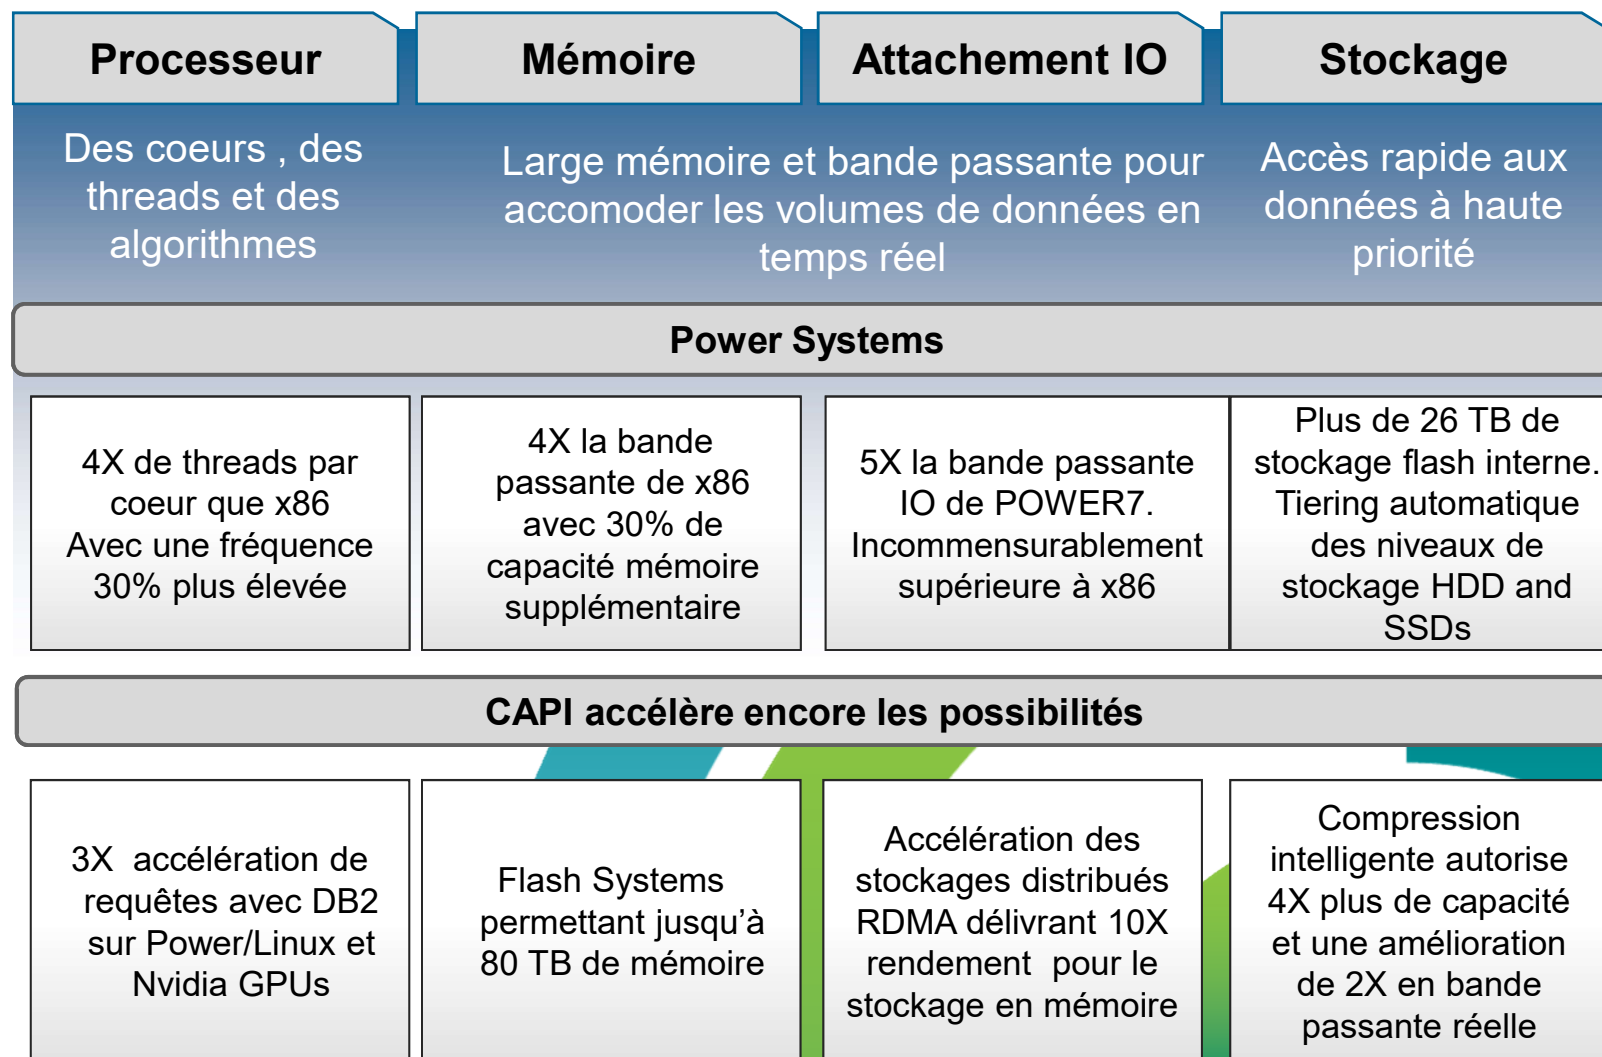 Processeur
Mémoire
Attachement IO
Stockage
Des coeurs , des
threads et des
algorithmes
Large mémoire et bande passante pour
accomoder les volumes de données en
temps réel
Accès rapide aux
données à haute
priorité
Power Systems
4X de threads par
coeur que x86
Avec une fréquence
30% plus élevée
4X la bande
passante de x86
avec 30% de
capacité mémoire
supplémentaire
5X la bande passante
IO de POWER7.
Incommensurablement
supérieure à x86
Plus de 26 TB de
stockage flash interne.
Tiering automatique
des niveaux de
stockage HDD and
SSDs
CAPI accélère encore les possibilités
3X accélération de
requêtes avec DB2
sur Power/Linux et
Nvidia GPUs
Flash Systems
permettant jusqu’à
80 TB de mémoire
Accélération des
stockages distribués
RDMA délivrant 10X
rendement pour le
stockage en mémoire
Compression
intelligente autorise
4X plus de capacité
et une amélioration
de 2X en bande
passante réelle